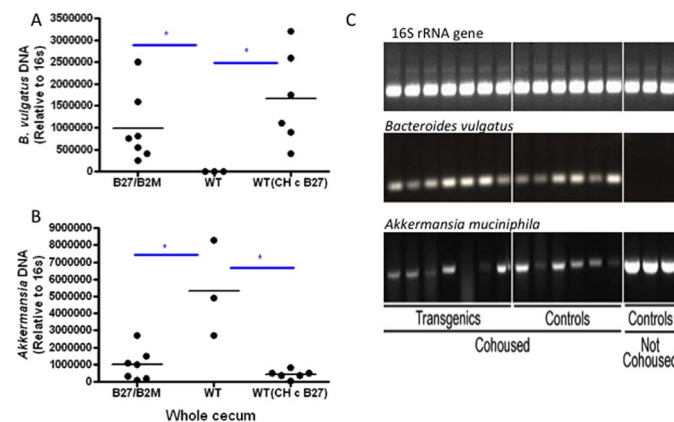 A
B. vulgatus DNA
(Relative to 16s)
3500000
3000000
2500000
2000000
1500000
1000000
500000
0
*
*
B27/B2M
WT
WT(CH c B27)
B
Akkermansia DNA
(Relative to 16s)
9000000
8000000
7000000
6000000
5000000
4000000
3000000
2000000
1000000
0
*
*
B27/B2M
WT
WT(CH c B27)
Whole cecum
C
16S rRNA gene
Bacteroides vulgatus
Akkermansia muciniphila
Transgenics
Controls
Controls
Cohoused
Not
Cohoused